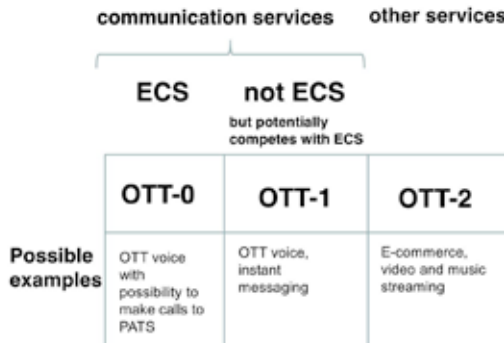 communication services other services
ECS not ECS
but potentially
competes with ECS
OTT-0 OTT-1 OTT-2
Possible
examples
OTT voice
with
possibility to
make calls to
PATS
OTT voice,
instant
messaging
E-commerce,
video and music
streaming